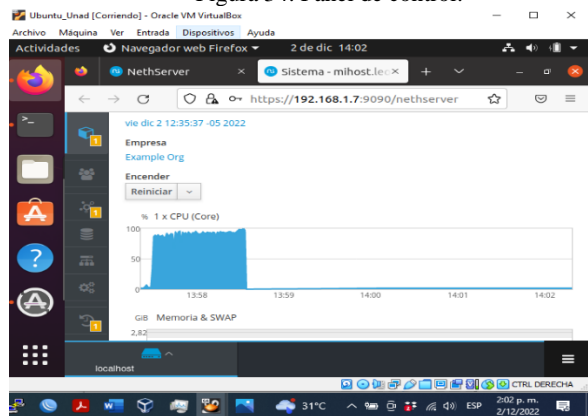 Figura 34. Panel de control.
Ubuntu_Unad [Corriendo] - Oracle VM VirtualBox
Archivo Máquina Ver Entrada Dispositivos Ayuda
Actividades Navegador web Firefox 2 de dic 14:02
NethServer × Sistema - mihost.leo ×
https://192.168.1.7:9090/nethserver
vie dic 2 12:35:37 -05 2022
Empresa
Example Org
Encender
Reiniciar
% 1 x CPU (Core)
100
50
0
13:58 13:59 14:00 14:01 14:02
GiB Memoria & SWAP
2,82
localhost
CTRL DERECHA
31°C ESP 2:02 p. m.
2/12/2022